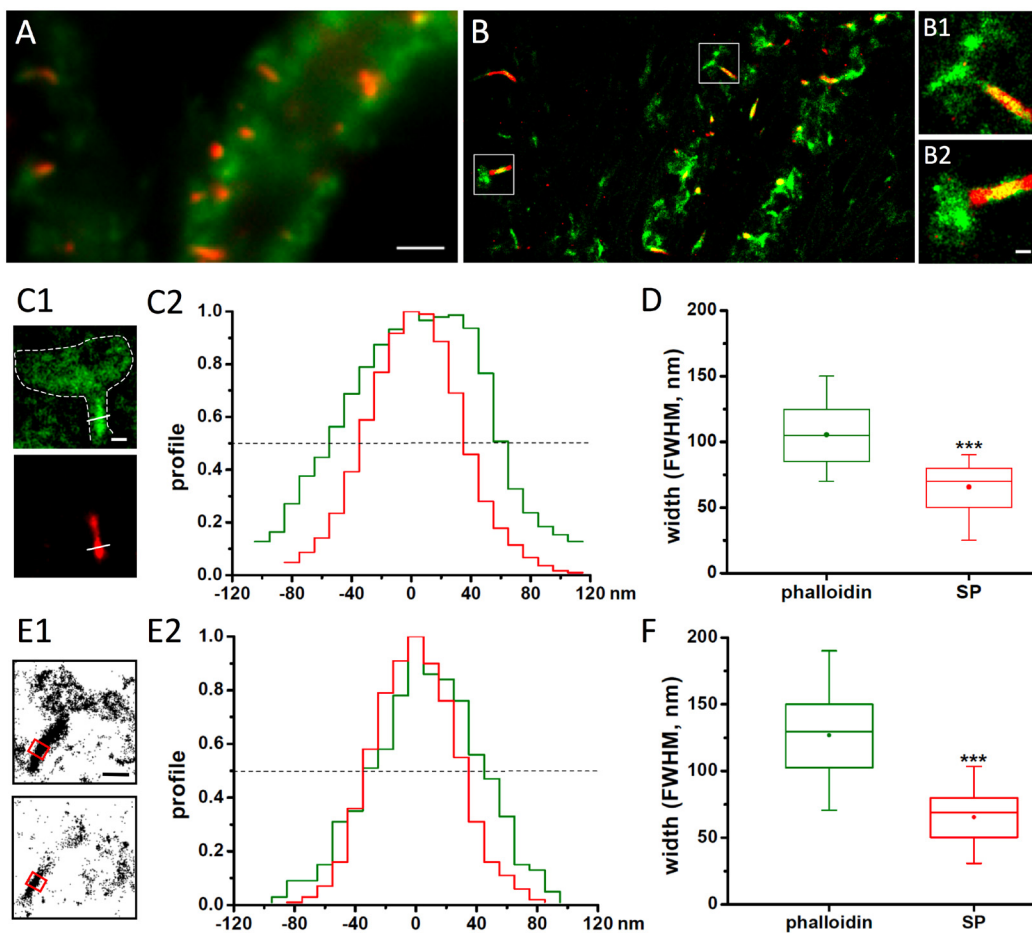 A
B
B1
B2
C1
C2
D
profile
1.0
0.8
0.6
0.4
0.2
0.0
-120
-80
-40
0
40
80
120 nm
width (FWHM, nm)
200
150
100
50
0
***
phalloidin
SP
E1
E2
F
profile
1.0
0.8
0.6
0.4
0.2
0.0
-120
-80
-40
0
40
80
120 nm
width (FWHM, nm)
200
150
100
50
0
***
phalloidin
SP